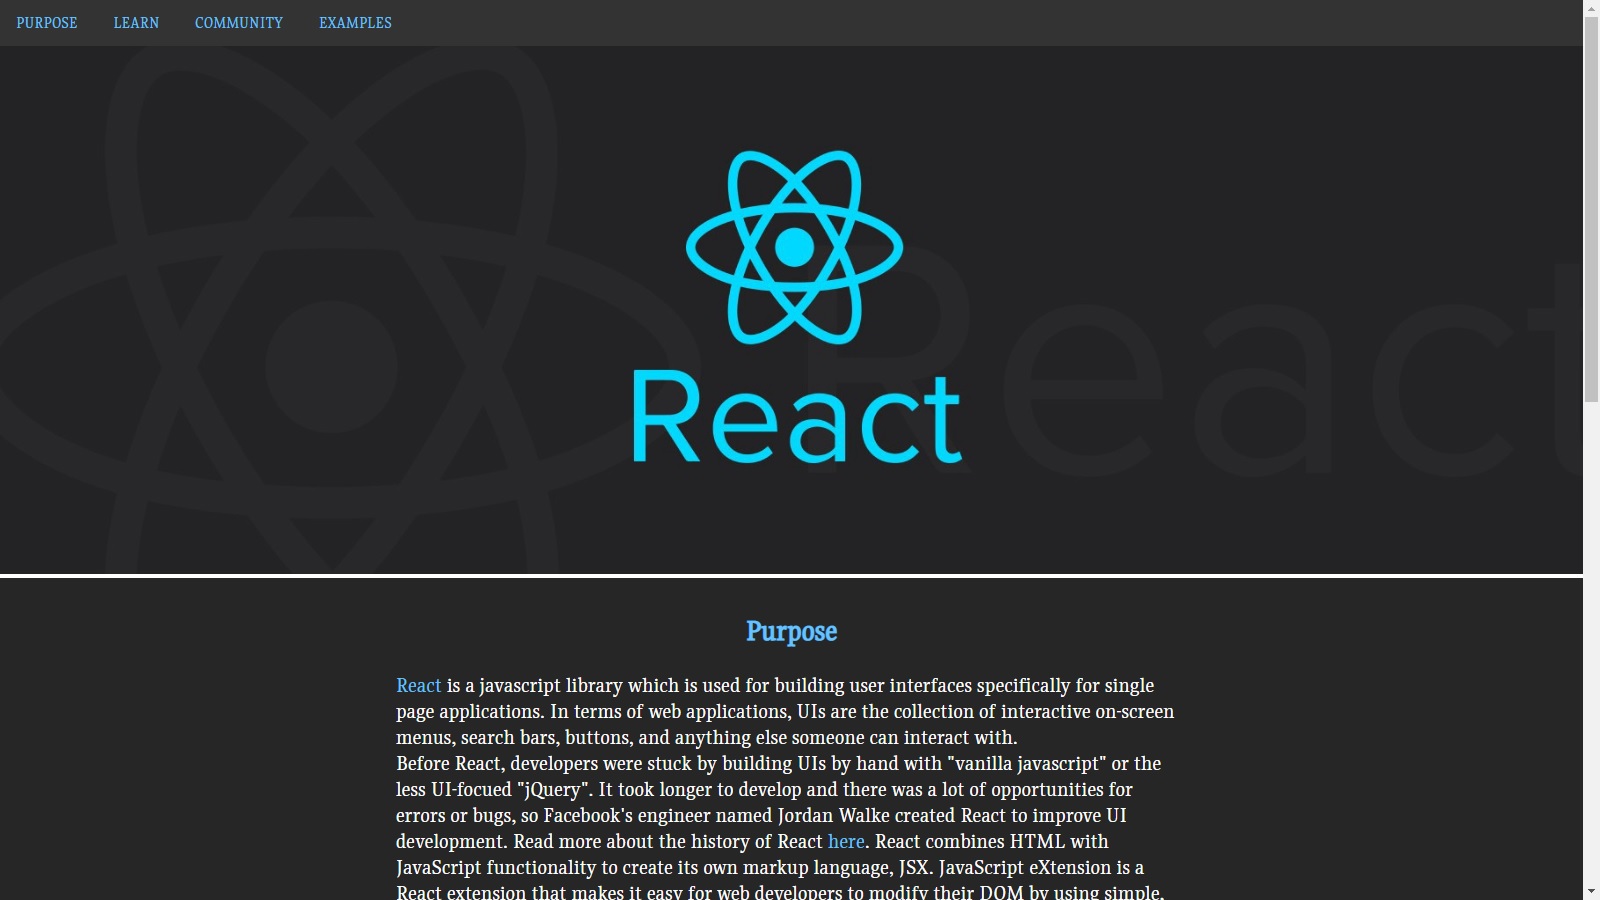 PURPOSE LEARN COMMUNITY EXAMPLES
React
React
Purpose
React is a javascript library which is used for building user interfaces specifically for single
page applications. In terms of web applications, UIs are the collection of interactive on-screen
menus, search bars, buttons, and anything else someone can interact with.
Before React, developers were stuck by building UIs by hand with "vanilla javascript" or the
less UI-focued "jQuery". It took longer to develop and there was a lot of opportunities for
errors or bugs, so Facebook's engineer named Jordan Walke created React to improve UI
development. Read more about the history of React here. React combines HTML with
JavaScript functionality to create its own markup language, JSX. JavaScript eXtension is a
React extension that makes it easy for web developers to modify their DOM by using simple,